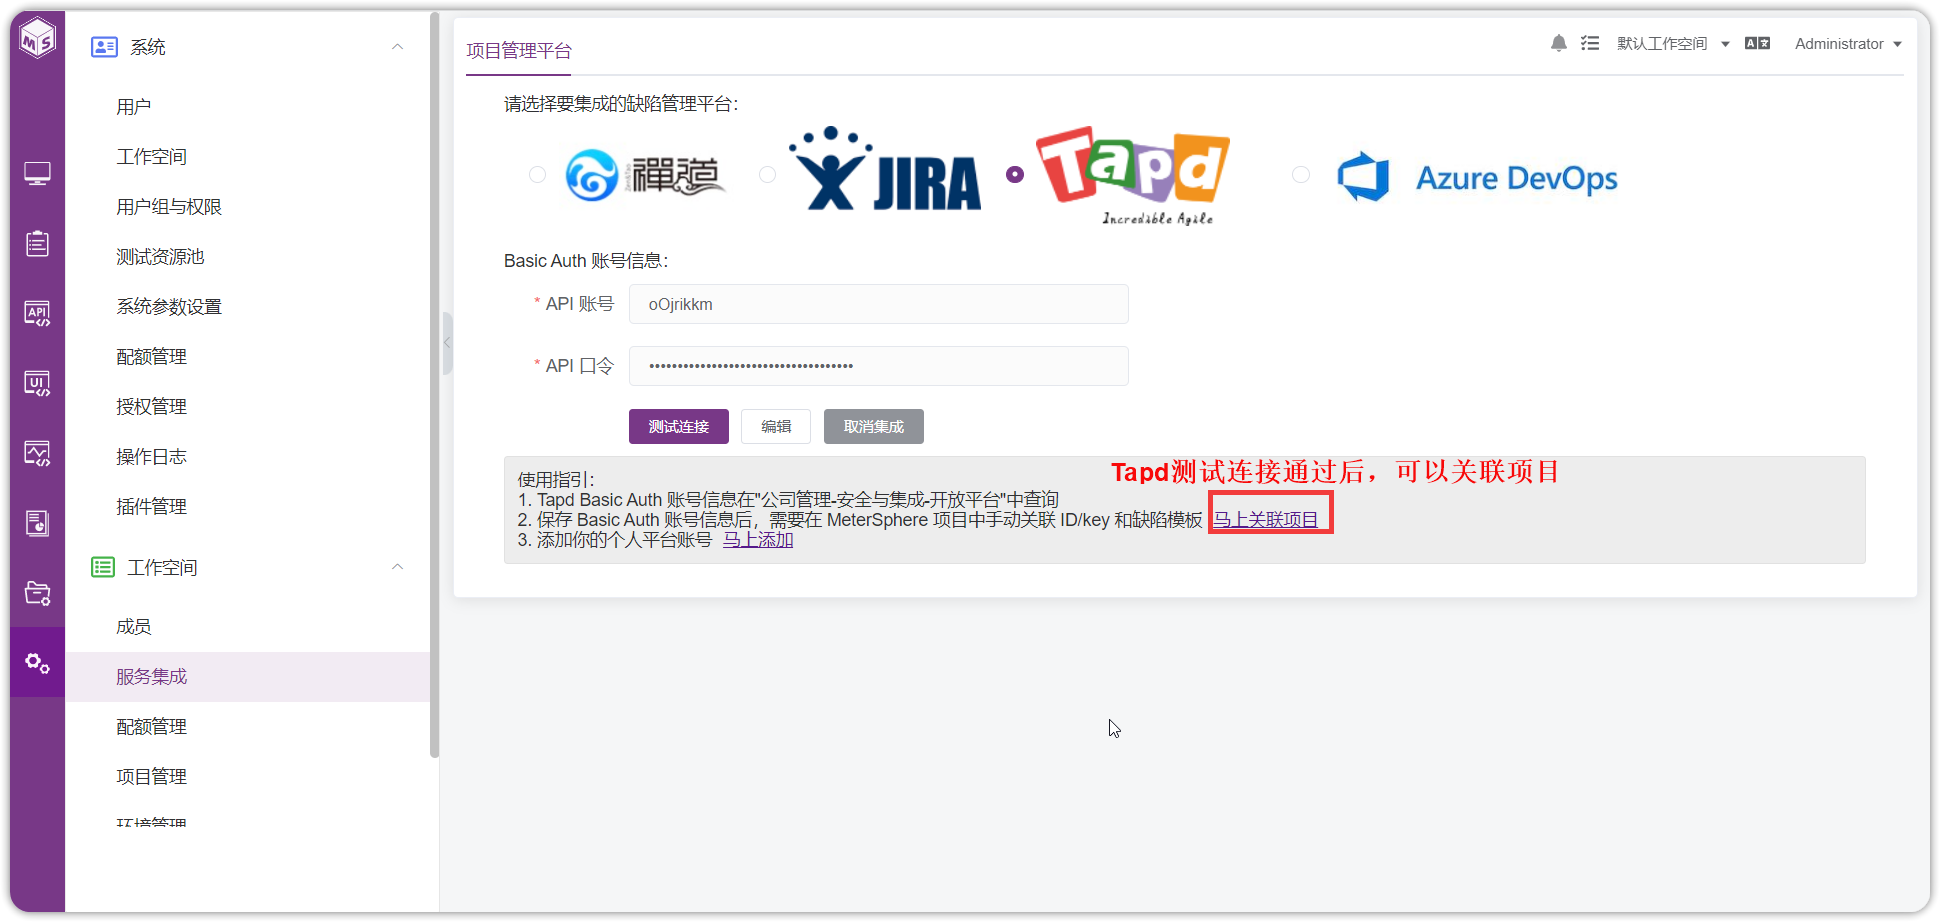 MS
系统
用户
工作空间
用户组与权限
测试资源池
系统参数设置
配额管理
授权管理
操作日志
插件管理
工作空间
成员
服务集成
配额管理
项目管理
环境管理
API
UI
项目管理平台
默认工作空间
Administrator
请选择要集成的缺陷管理平台：
禅道
JIRA
Tapd
Incredible Agile
Azure DevOps
Basic Auth 账号信息：
* API 账号
oOjrikkm
* API 口令
••••••••••••••••••••••••••••••••••••
测试连接
编辑
取消集成
Tapd测试连接通过后，可以关联项目
使用指引：
1. Tapd Basic Auth 账号信息在"公司管理-安全与集成-开放平台"中查询
2. 保存 Basic Auth 账号信息后，需要在 MeterSphere 项目中手动关联 ID/key 和缺陷模板 马上关联项目
3. 添加你的个人平台账号 马上添加